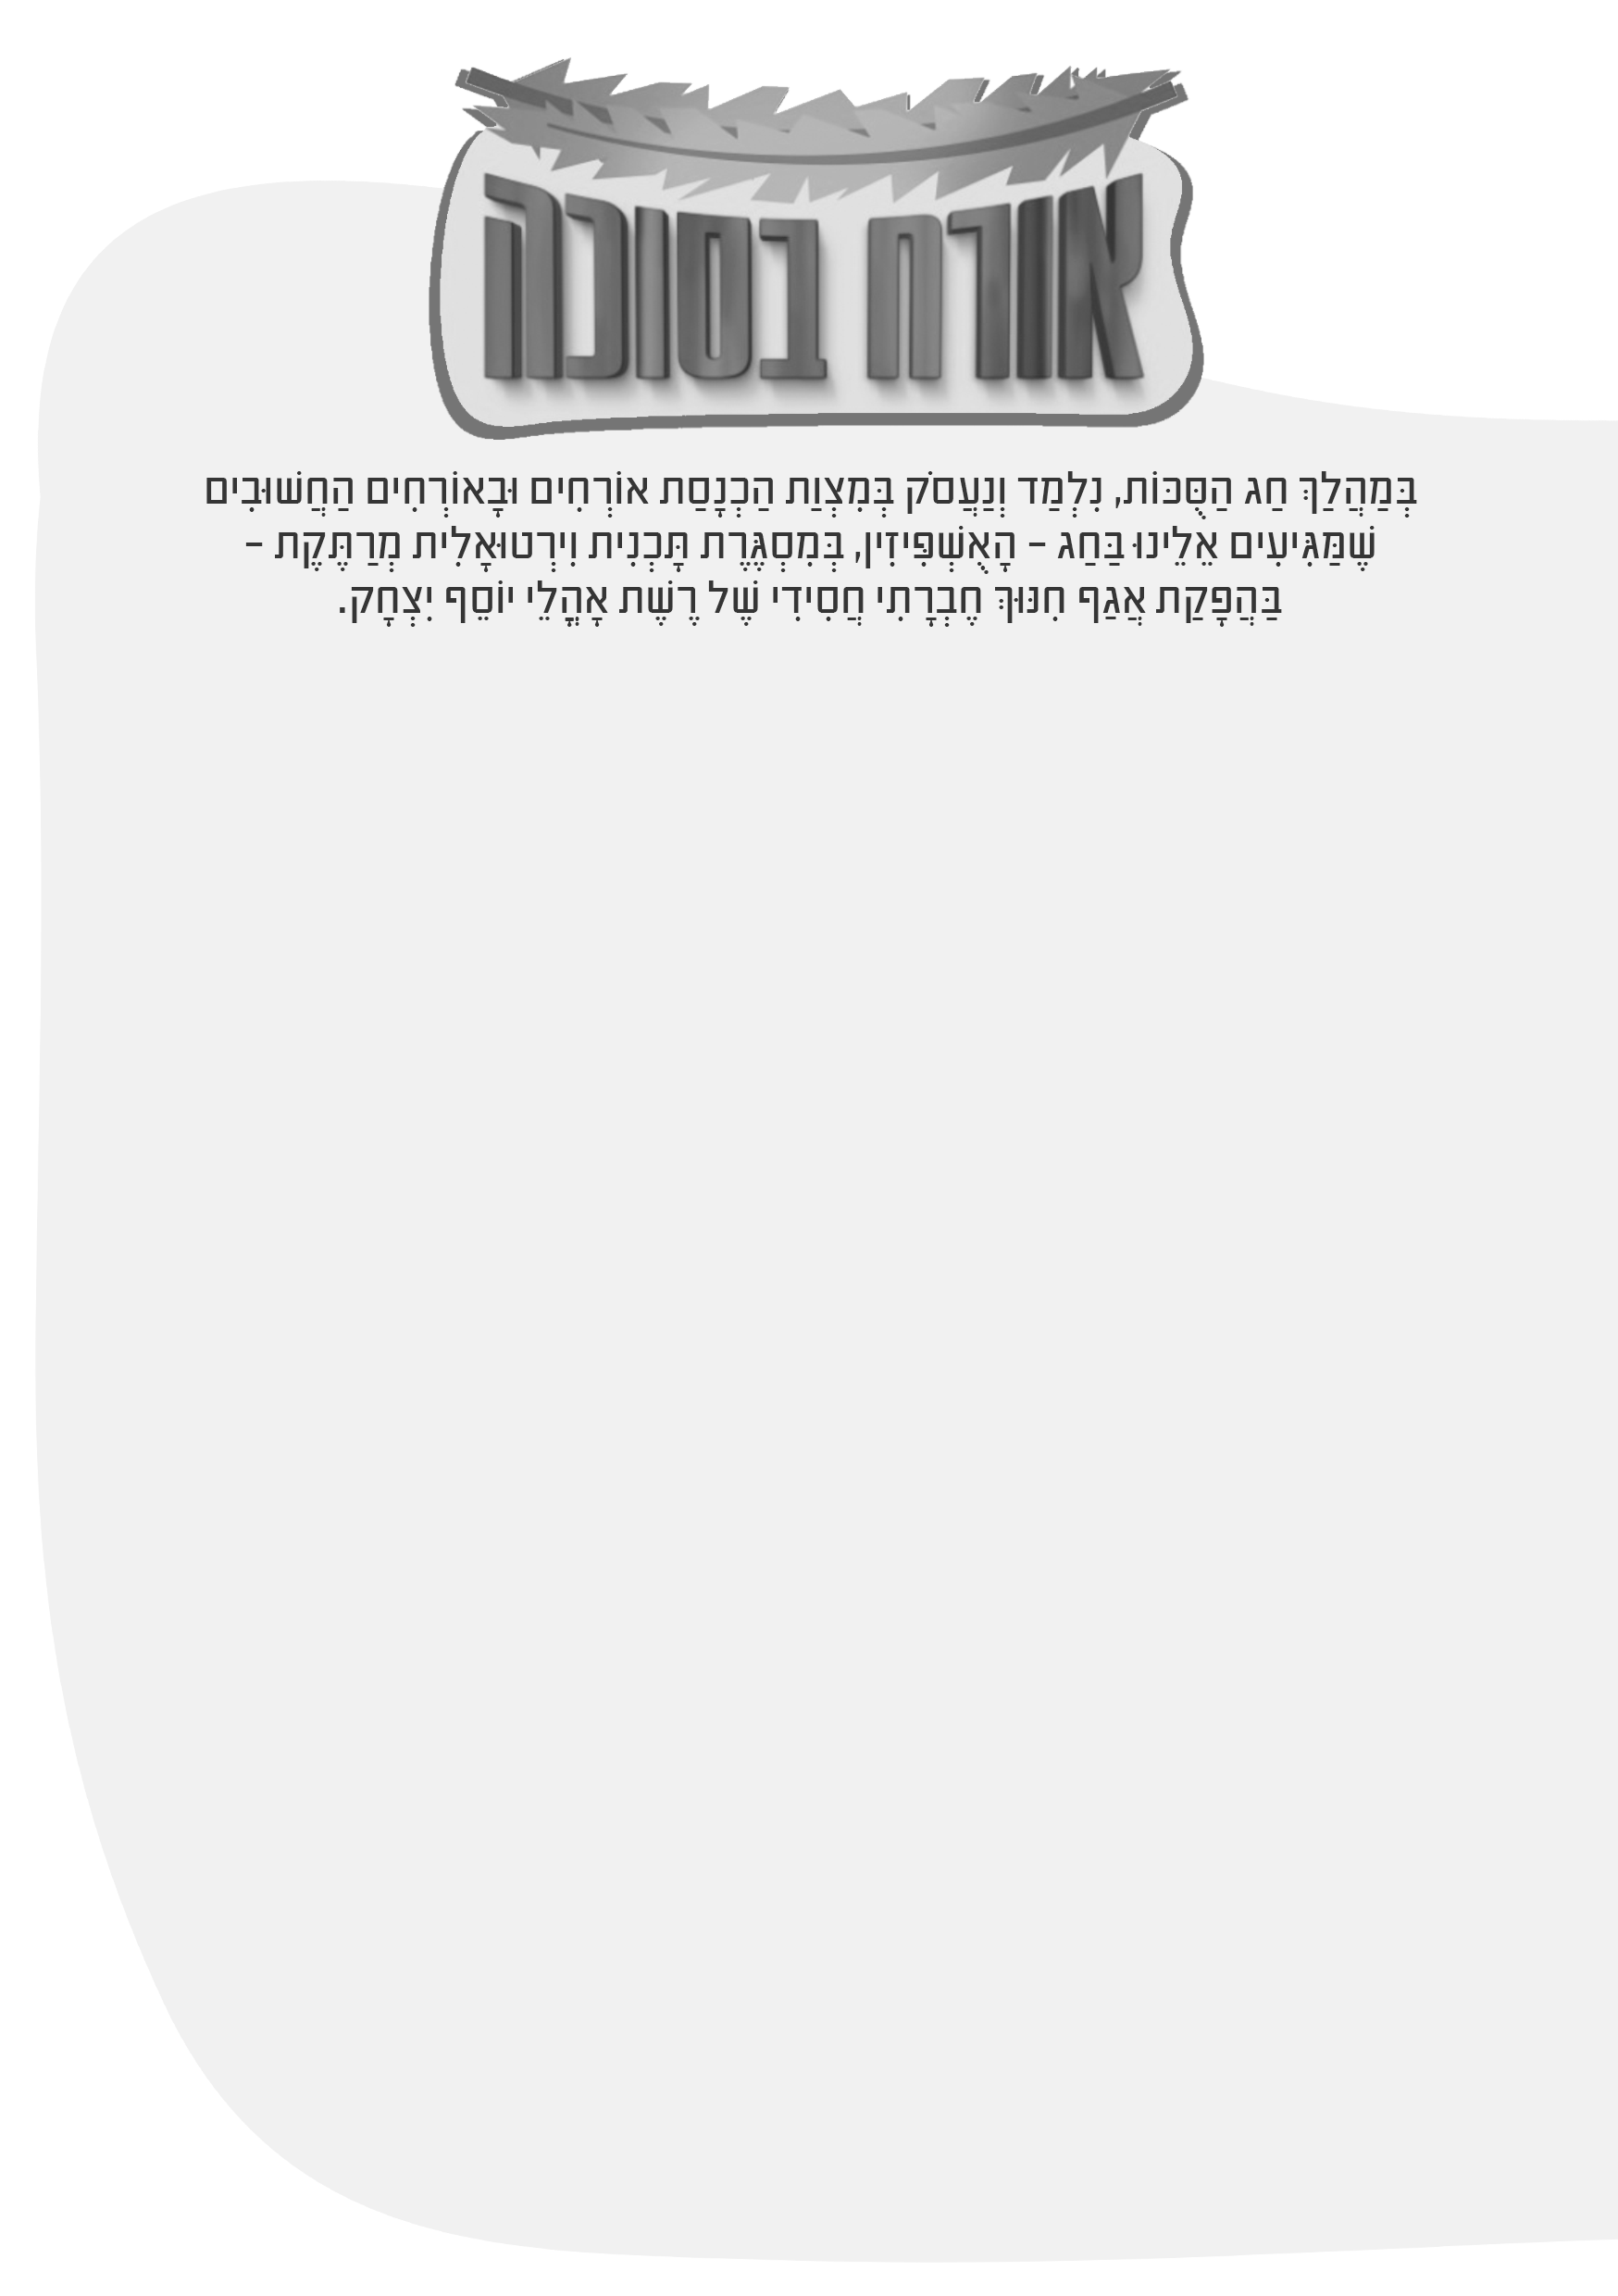 אורח בסוכה
בְּמַהֲלַךְ חַג הַסֻּכּוֹת, נִלְמַד וְנַעֲסֹק בְּמִצְוַת הַכְנָסַת אוֹרְחִים וּבָאוֹרְחִים הַחֲשׁוּבִים
שֶׁמַּגִּיעִים אֵלֵינוּ בַּחַג – הָאֻשְׁפִּיזִין, בְּמִסְגֶּרֶת תָּכְנִית וִירְטוּאָלִית מְרַתֶּקֶת –
בַּהֲפָקַת אֲגַף חִנּוּךְ חֶבְרָתִי חֲסִידִי שֶׁל רֶשֶׁת אָהֳלֵי יוֹסֵף יִצְחָק.